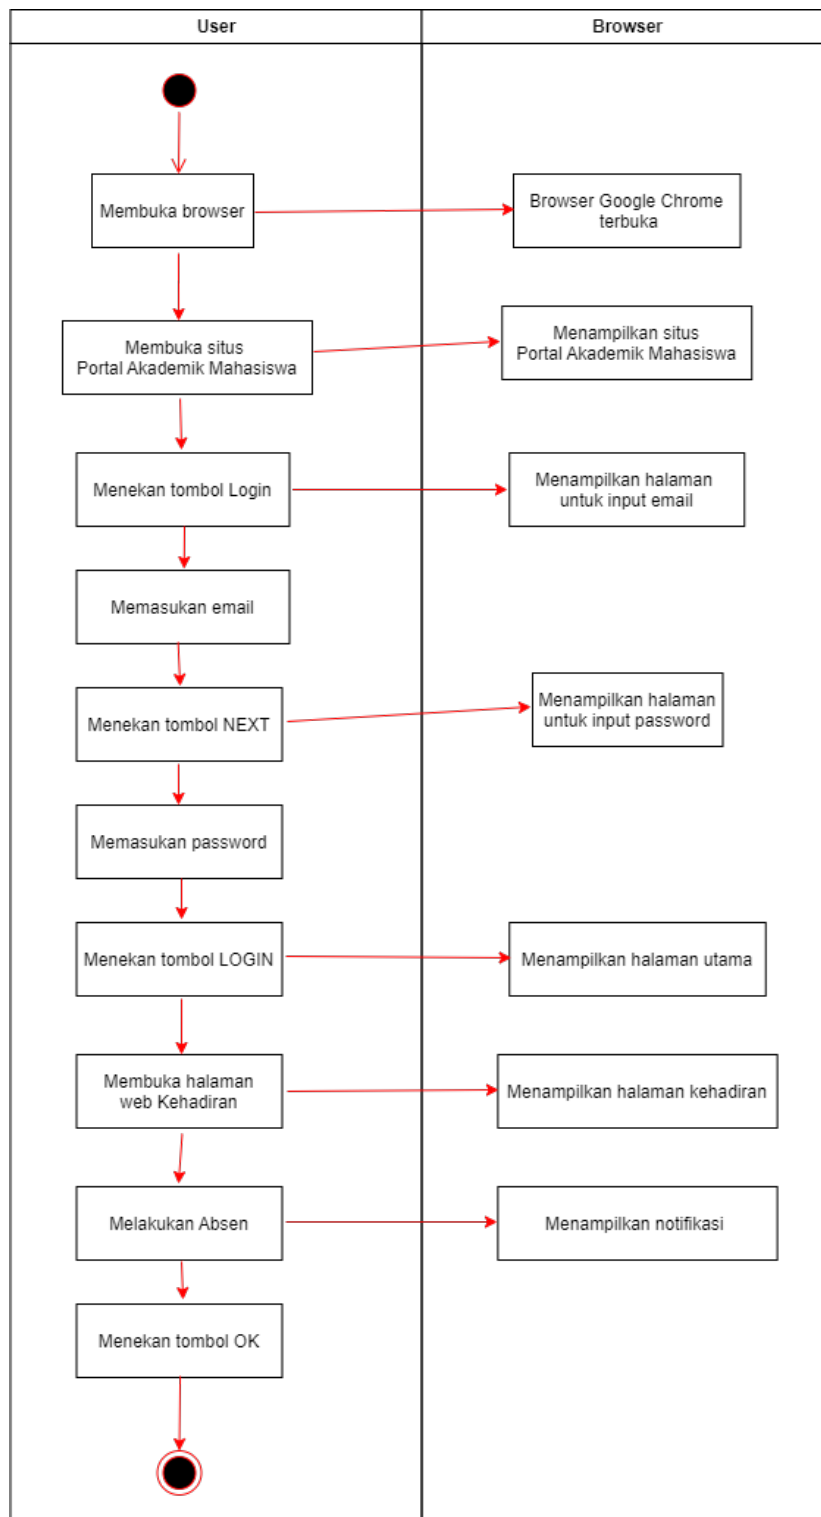 User
Browser
Membuka browser
Browser Google Chrome
terbuka
Membuka situs
Portal Akademik Mahasiswa
Menampilkan situs
Portal Akademik Mahasiswa
Menekan tombol Login
Menampilkan halaman
untuk input email
Memasukan email
Menekan tombol NEXT
Menampilkan halaman
untuk input password
Memasukan password
Menekan tombol LOGIN
Menampilkan halaman utama
Membuka halaman
web Kehadiran
Menampilkan halaman kehadiran
Melakukan Absen
Menampilkan notifikasi
Menekan tombol OK